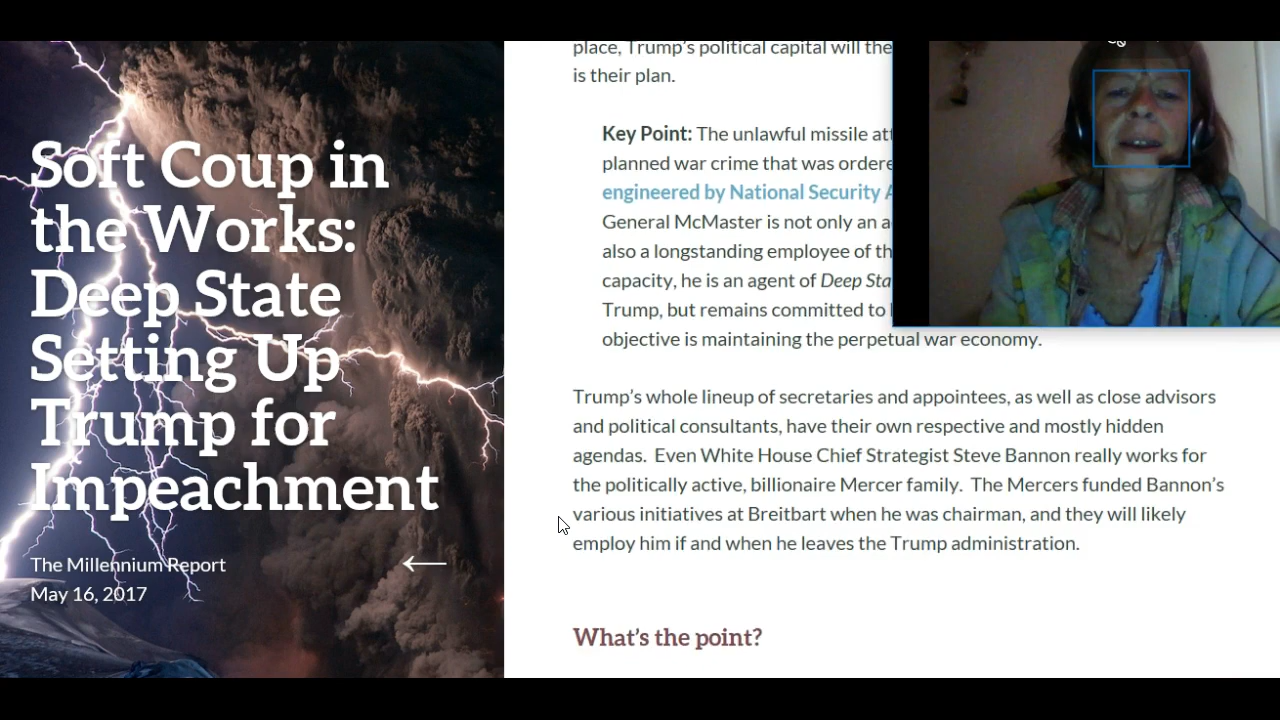 Soft Coup in
the Works:
Deep State
Setting Up
Trump for
Impeachment
The Millennium Report
May 16, 2017
place, Trump's political capital will the
is their plan.
Key Point: The unlawful missile att
planned war crime that was ordere
engineered by National Security A
General McMaster is not only an a
also a longstanding employee of th
capacity, he is an agent of Deep Sta
Trump, but remains committed to
objective is maintaining the perpetual war economy.
Trump's whole lineup of secretaries and appointees, as well as close advisors
and political consultants, have their own respective and mostly hidden
agendas.  Even White House Chief Strategist Steve Bannon really works for
the politically active, billionaire Mercer family.  The Mercers funded Bannon's
various initiatives at Breitbart when he was chairman, and they will likely
employ him if and when he leaves the Trump administration.
What's the point?